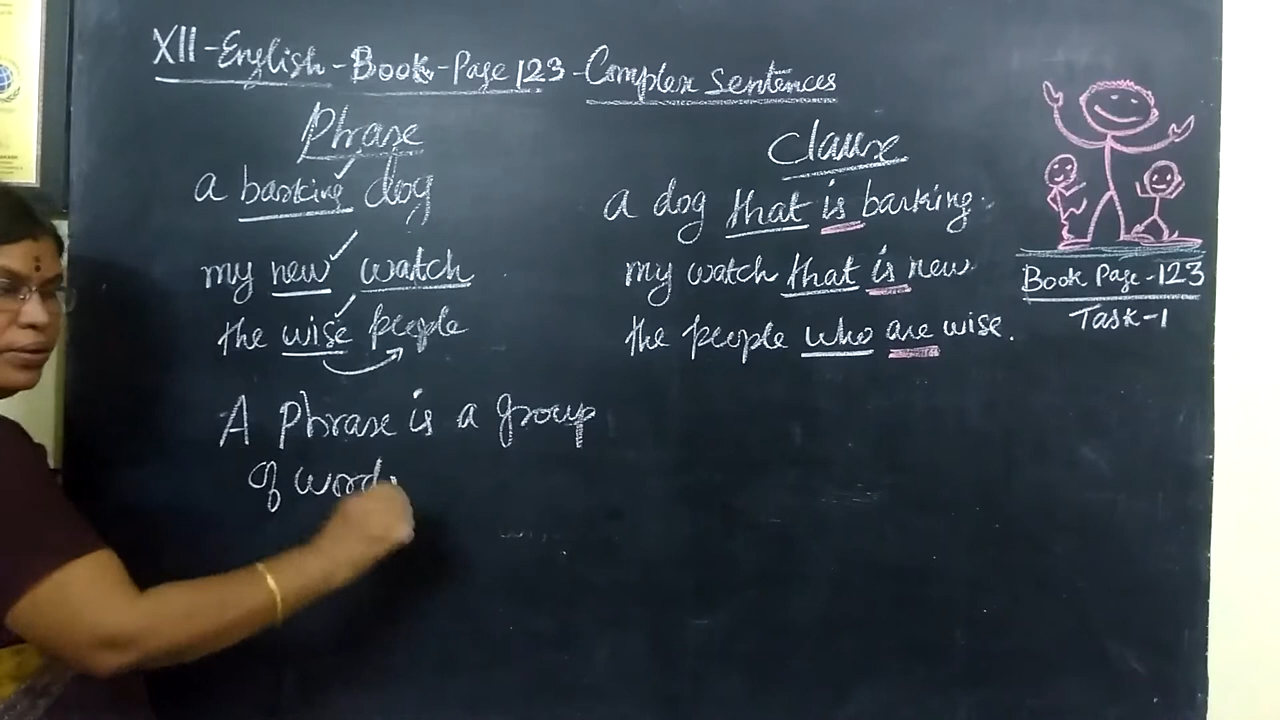 XII-English-Book-Page 123-Complex Sentences
Phrase
a barking dog
my new watch
the wise people
A Phrase is a group
of words
Clause
a dog that is barking.
my watch that is new
the people who are wise.
Book Page-123
Task-1